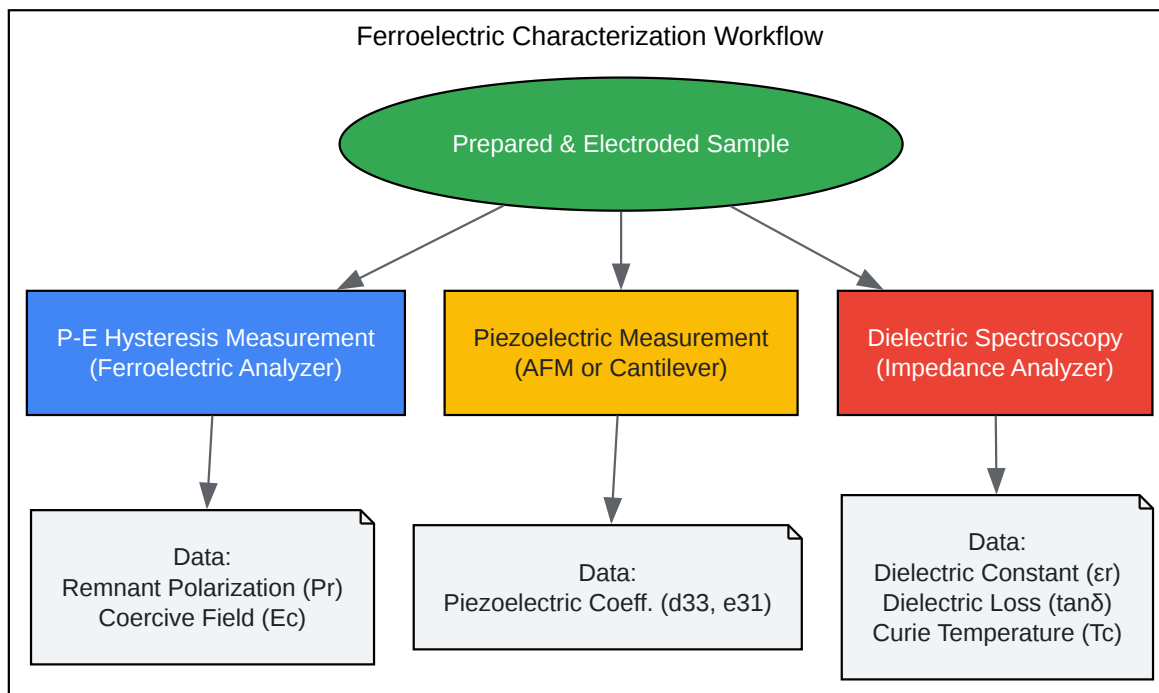 Ferroelectric Characterization Workflow
Prepared & Electroded Sample
P-E Hysteresis Measurement
(Ferroelectric Analyzer)
Piezoelectric Measurement
(AFM or Cantilever)
Dielectric Spectroscopy
(Impedance Analyzer)
Data:
Remnant Polarization (Pr)
Coercive Field (Ec)
Data:
Piezoelectric Coeff. (d33, e31)
Data:
Dielectric Constant (εr)
Dielectric Loss (tanδ)
Curie Temperature (Tc)